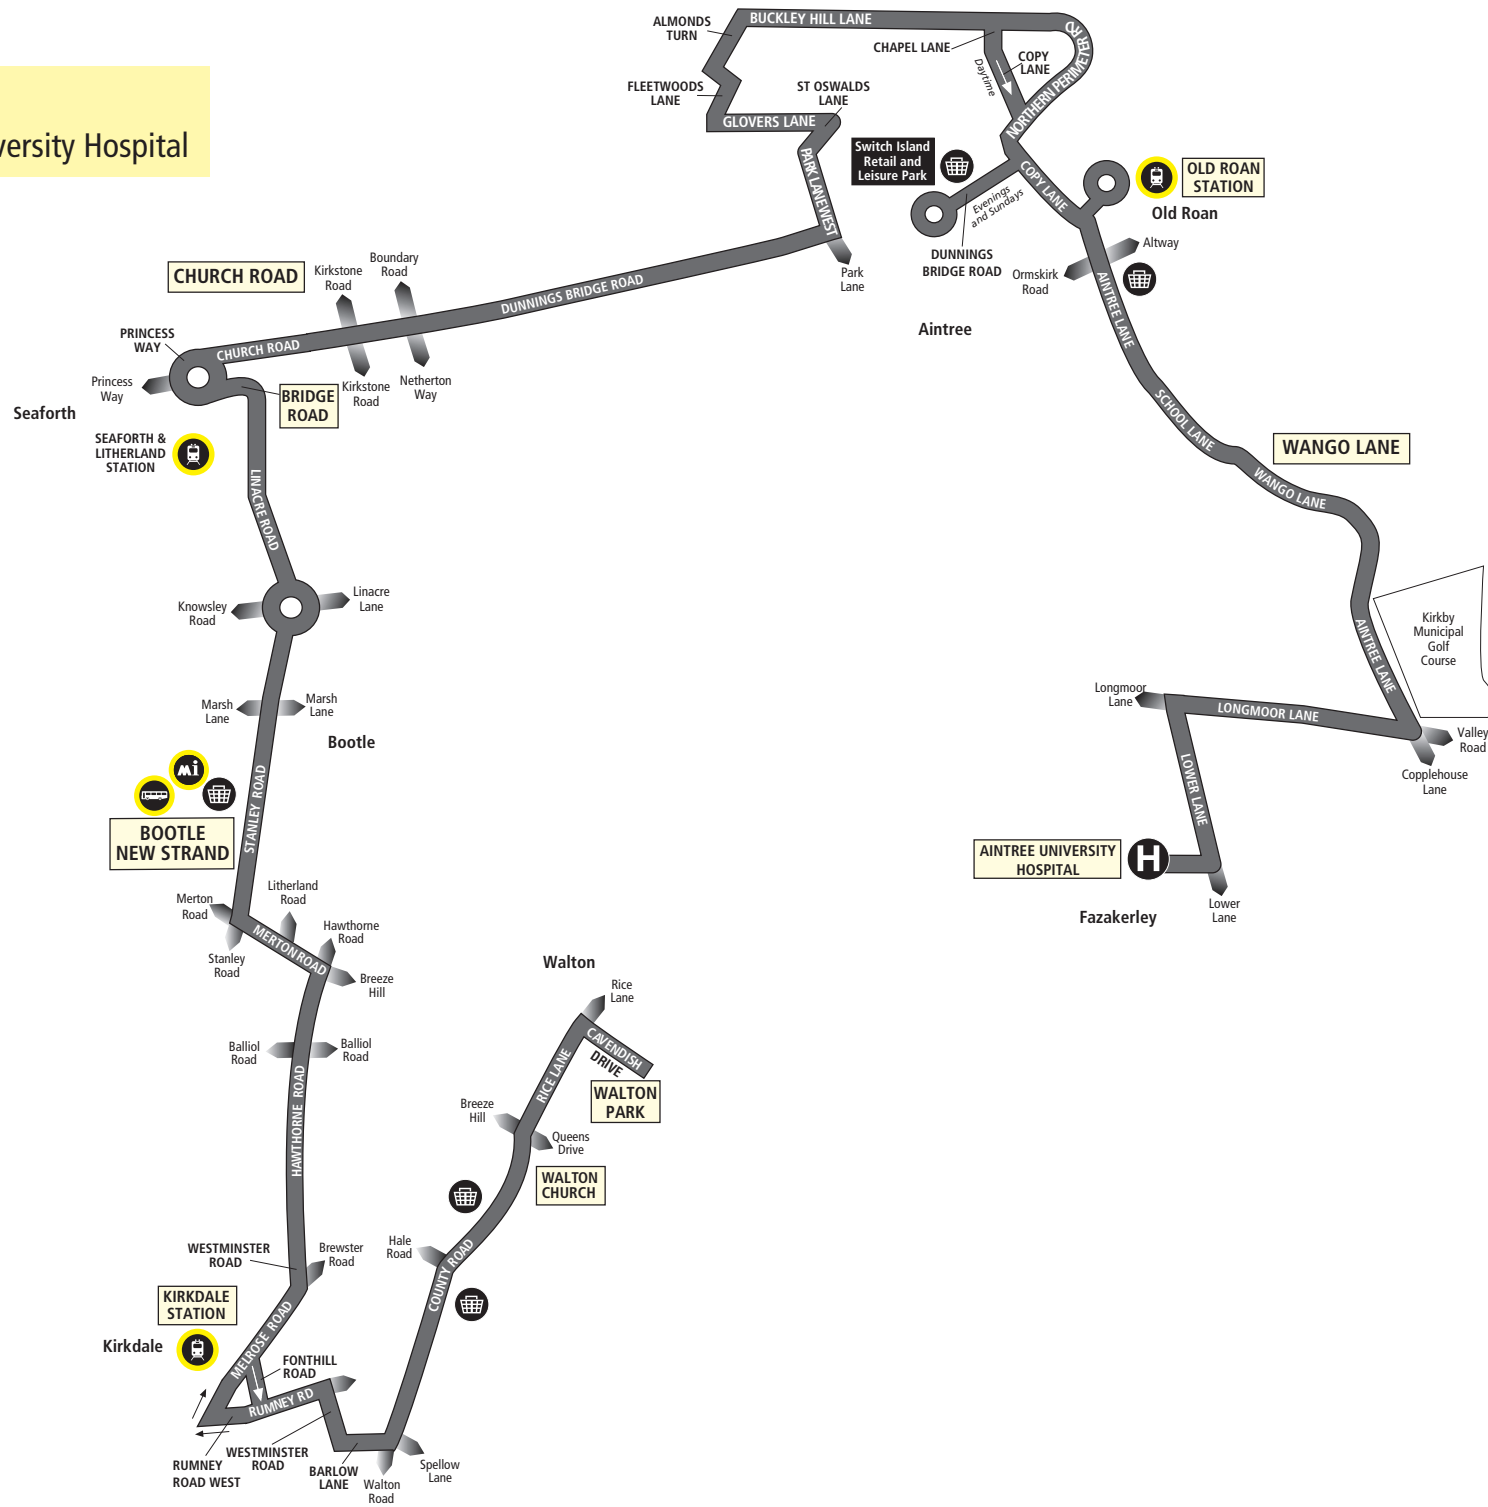 versity Hospital
ALMONDS
TURN
BUCKLEY HILL LANE
CHAPEL LANE
COPY
LANE
Daytime
NORTHERN PERIMETER RD
FLEETWOODS
LANE
ST OSWALDS
LANE
GLOVERS LANE
PARK LANE WEST
Switch Island
Retail and
Leisure Park
COPY LANE
Evenings
and Sundays
OLD ROAN
STATION
Old Roan
DUNNINGS
BRIDGE ROAD
Altway
Ormskirk
Road
AINTREE LANE
Park
Lane
Aintree
CHURCH ROAD
Kirkstone
Road
Boundary
Road
DUNNINGS BRIDGE ROAD
PRINCESS
WAY
CHURCH ROAD
Princess
Way
BRIDGE
ROAD
Kirkstone
Road
Netherton
Way
Seaforth
SEAFORTH &
LITHERLAND
STATION
LINACRE ROAD
SCHOOL LANE
WANGO LANE
WANGO LANE
Knowsley
Road
Linacre
Lane
Kirkby
Municipal
Golf
Course
AINTREE LANE
Longmoor
Lane
LONGMOOR LANE
Valley
Road
Copplehouse
Lane
LOWER LANE
AINTREE UNIVERSITY
HOSPITAL
H
Lower
Lane
Fazakerley
Marsh
Lane
Marsh
Lane
Bootle
mi
BOOTLE
NEW STRAND
STANLEY ROAD
Merton
Road
Litherland
Road
Hawthorne
Road
MERTON ROAD
Stanley
Road
Breeze
Hill
Balliol
Road
Balliol
Road
HAWTHORNE ROAD
Walton
Rice
Lane
CAVENDISH
DRIVE
RICE LANE
WALTON
PARK
Breeze
Hill
Queens
Drive
WALTON
CHURCH
Hale
Road
COUNTY ROAD
WESTMINSTER
ROAD
Brewster
Road
KIRKDALE
STATION
Kirkdale
MELROSE ROAD
FONTHILL
ROAD
RUMNEY RD
RUMNEY
ROAD WEST
WESTMINSTER
ROAD
BARLOW
LANE
Walton
Road
Spellow
Lane